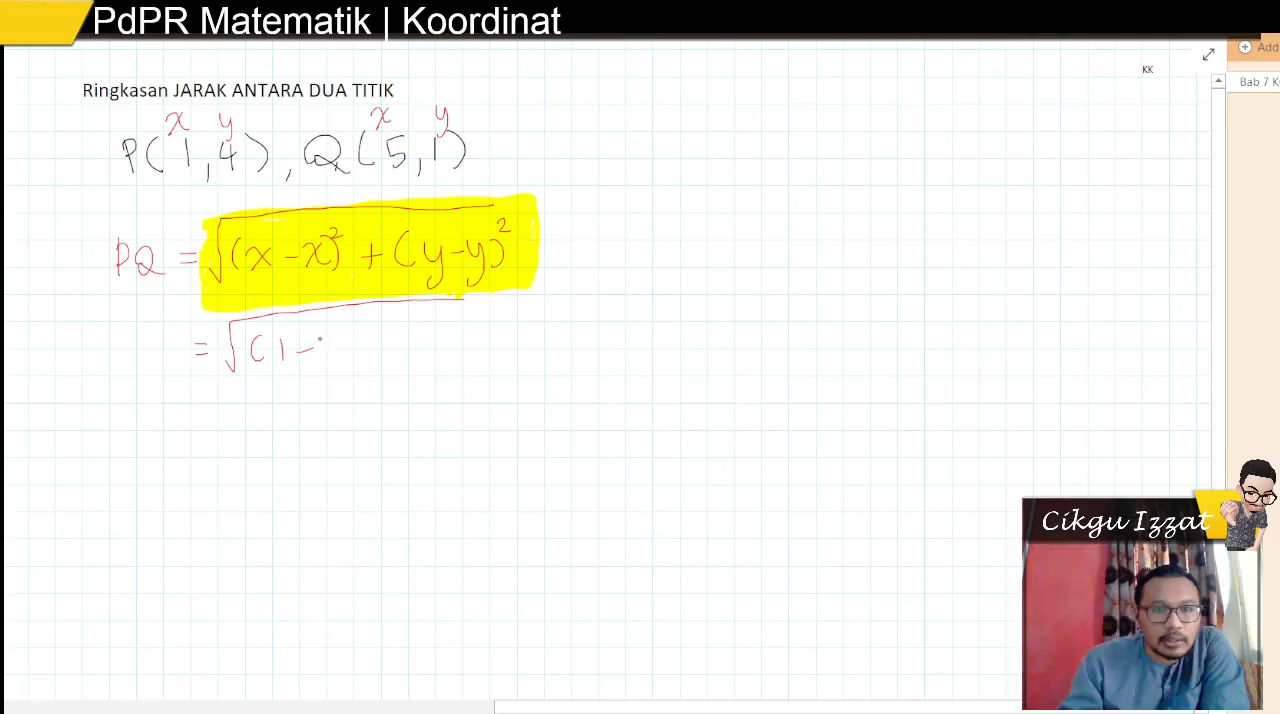 PdPR Matematik | Koordinat
Add
KK
Bab 7 K
Ringkasan JARAK ANTARA DUA TITIK
x y x y
P(1,4), Q(5,1)
PQ = √(x-x)² + (y-y)²
= √(1-
Cikgu Izzat